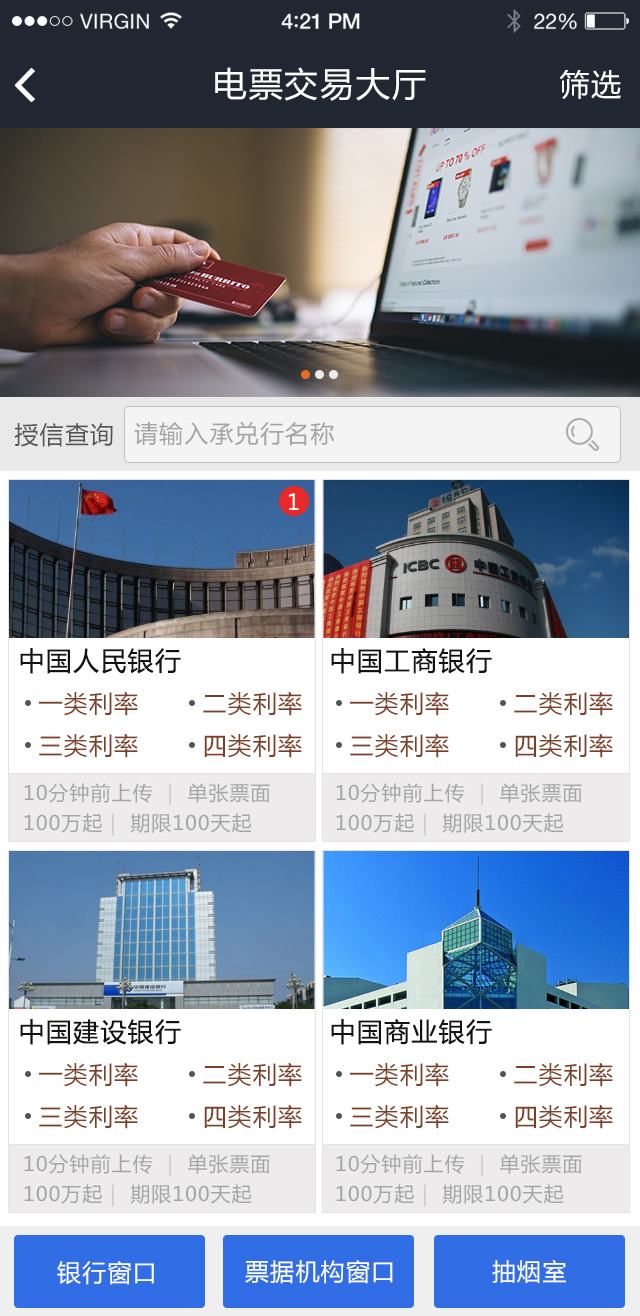 VIRGIN
4:21 PM
22%
电票交易大厅
筛选
UP TO 70 % OFF
授信查询
请输入承兑行名称
1
ICBC
ICBC 中国工商银行
中国人民银行
中国工商银行
•一类利率 •二类利率
•三类利率 •四类利率
•一类利率 •二类利率
•三类利率 •四类利率
10分钟前上传 | 单张票面
100万起 | 期限100天起
10分钟前上传 | 单张票面
100万起 | 期限100天起
中国建设银行
中国建设银行
中国商业银行
•一类利率 •二类利率
•三类利率 •四类利率
•一类利率 •二类利率
•三类利率 •四类利率
10分钟前上传 | 单张票面
100万起 | 期限100天起
10分钟前上传 | 单张票面
100万起 | 期限100天起
银行窗口
票据机构窗口
抽烟室